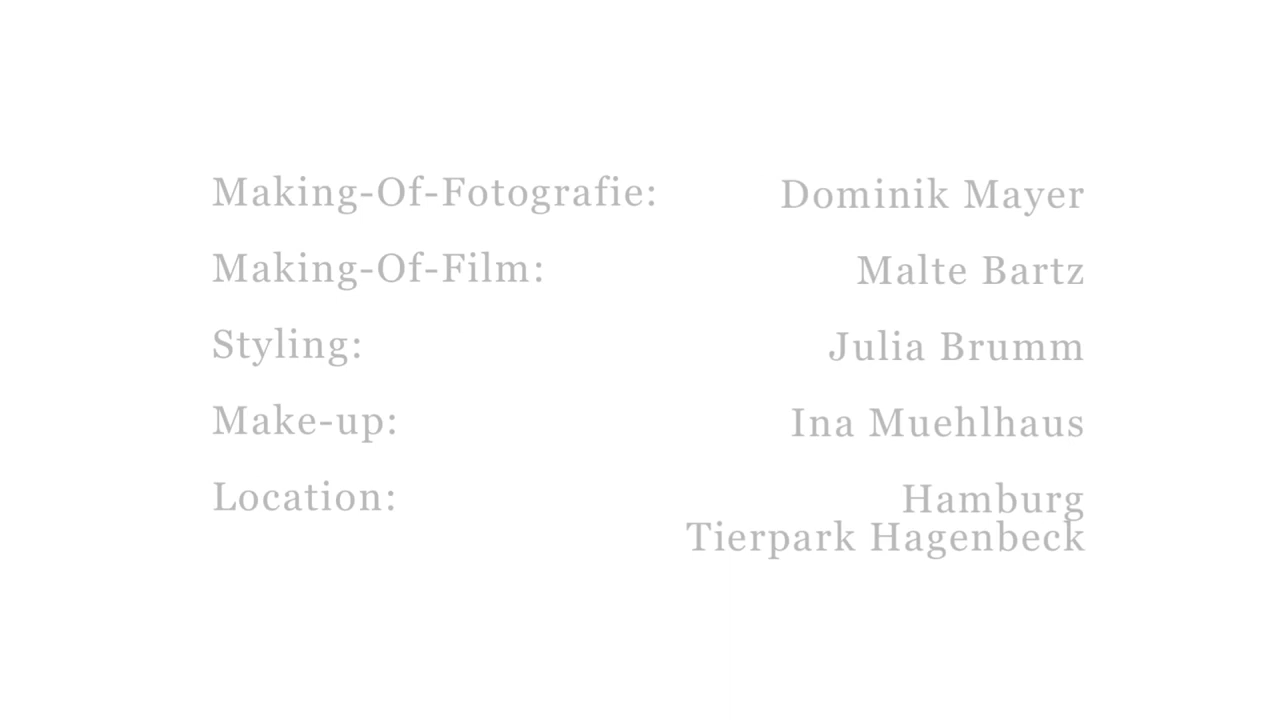 Making-Of-Fotografie: Dominik Mayer
Making-Of-Film: Malte Bartz
Styling: Julia Brumm
Make-up: Ina Muehlhaus
Location: Hamburg
Tierpark Hagenbeck